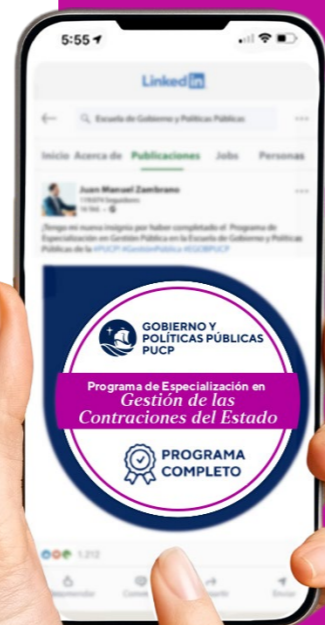 5:55
Linked in
Escuela de Gobierno y Políticas Públicas
Inicio Acerca de Publicaciones Jobs Personas
Juan Manuel Zambrano
¡Tengo mi nueva insignia por haber completado el Programa de
Especialización en Gestión Pública en la Escuela de Gobierno y Políticas
Públicas de la #PUCP! #GestiónPública #EGOBPUCP
GOBIERNO Y
POLÍTICAS PÚBLICAS
PUCP
Programa de Especialización en
Gestión de las
Contraciones del Estado
PROGRAMA
COMPLETO
1.212